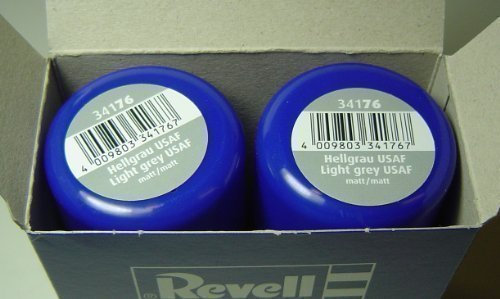 34176
4 009803 341767
Hellgrau USAF
Light grey USAF
matt/matt
34176
4 009803 341767
Hellgrau USAF
Light grey USAF
matt/matt
Revell
®